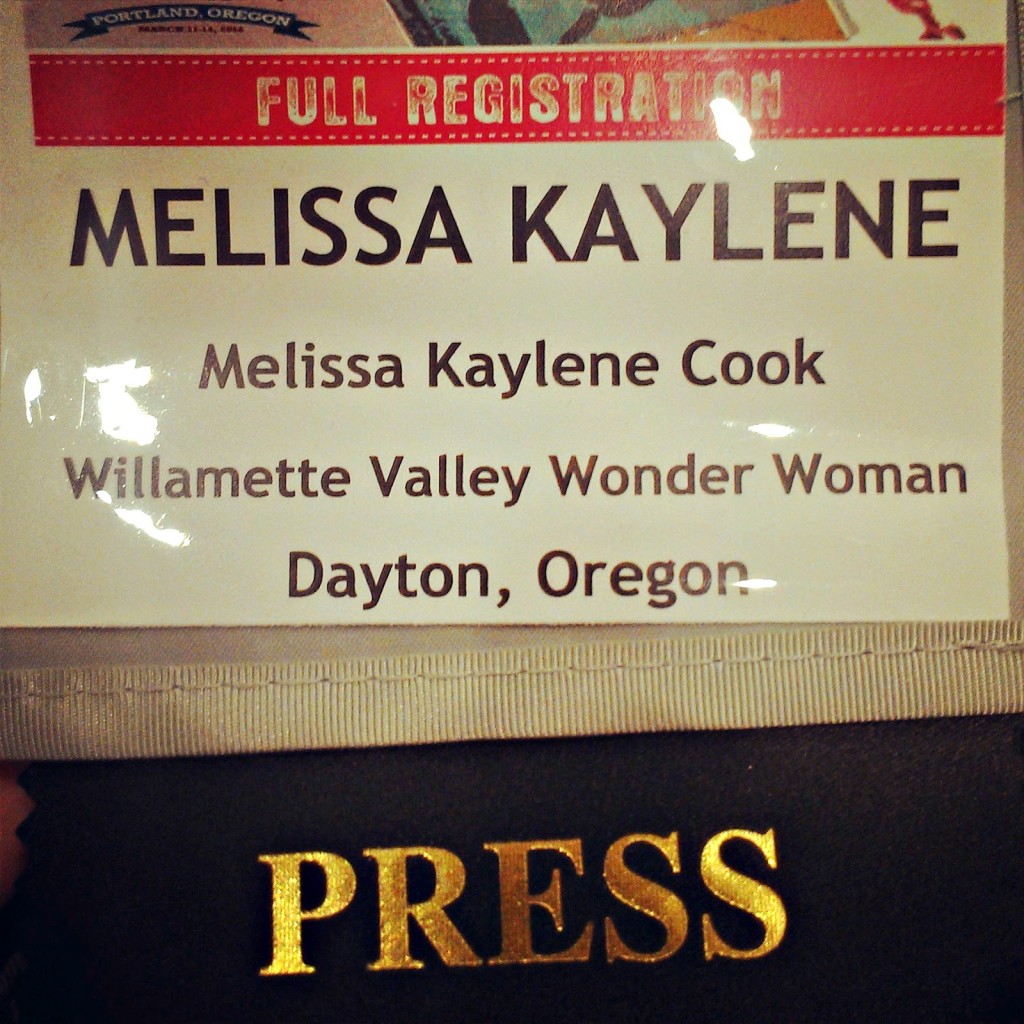 PORTLAND, OREGON
FULL REGISTRATION
MELISSA KAYLENE
Melissa Kaylene Cook
Willamette Valley Wonder Woman
Dayton, Oregon
PRESS